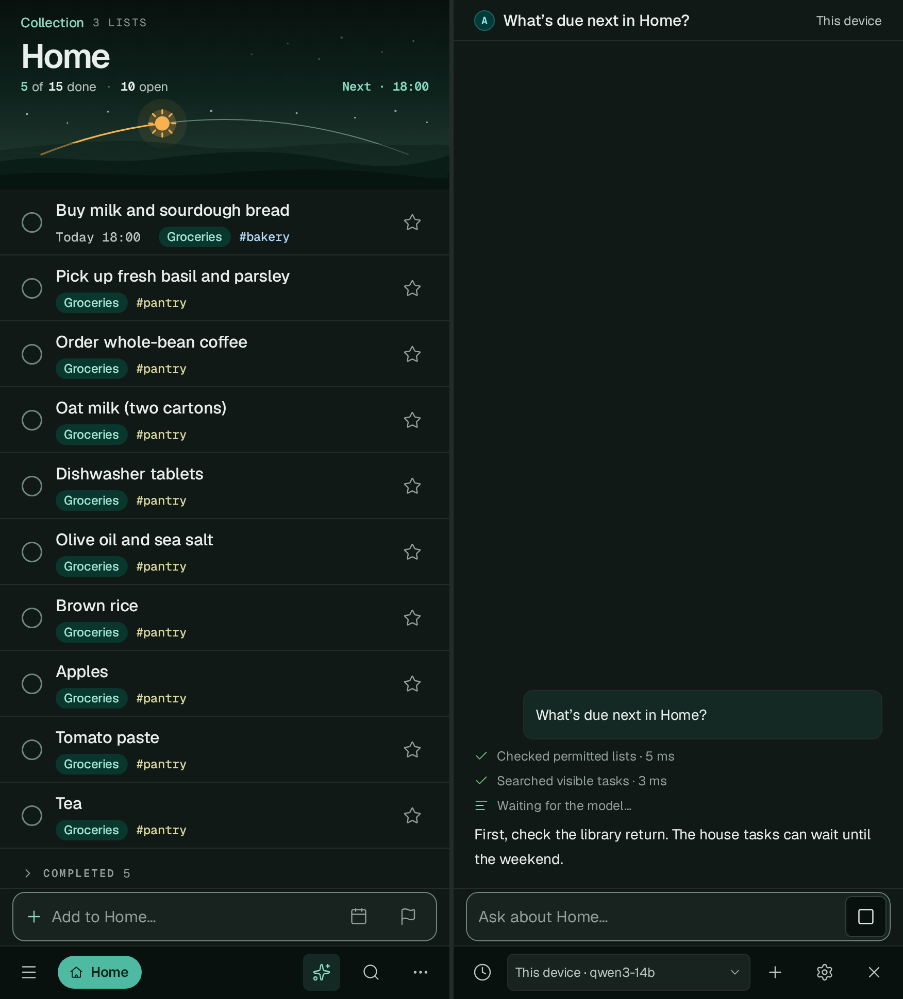 Collection 3 LISTS
Home
5 of 15 done · 10 open
Next · 18:00
Buy milk and sourdough bread
Today 18:00 Groceries #bakery
Pick up fresh basil and parsley
Groceries #pantry
Order whole-bean coffee
Groceries #pantry
Oat milk (two cartons)
Groceries #pantry
Dishwasher tablets
Groceries #pantry
Olive oil and sea salt
Groceries #pantry
Brown rice
Groceries #pantry
Apples
Groceries #pantry
Tomato paste
Groceries #pantry
Tea
Groceries #pantry
COMPLETED 5
Add to Home…
Home
A What’s due next in Home? This device
What’s due next in Home?
Checked permitted lists · 5 ms
Searched visible tasks · 3 ms
Waiting for the model…
First, check the library return. The house tasks can wait until
the weekend.
Ask about Home…
This device · qwen3-14b